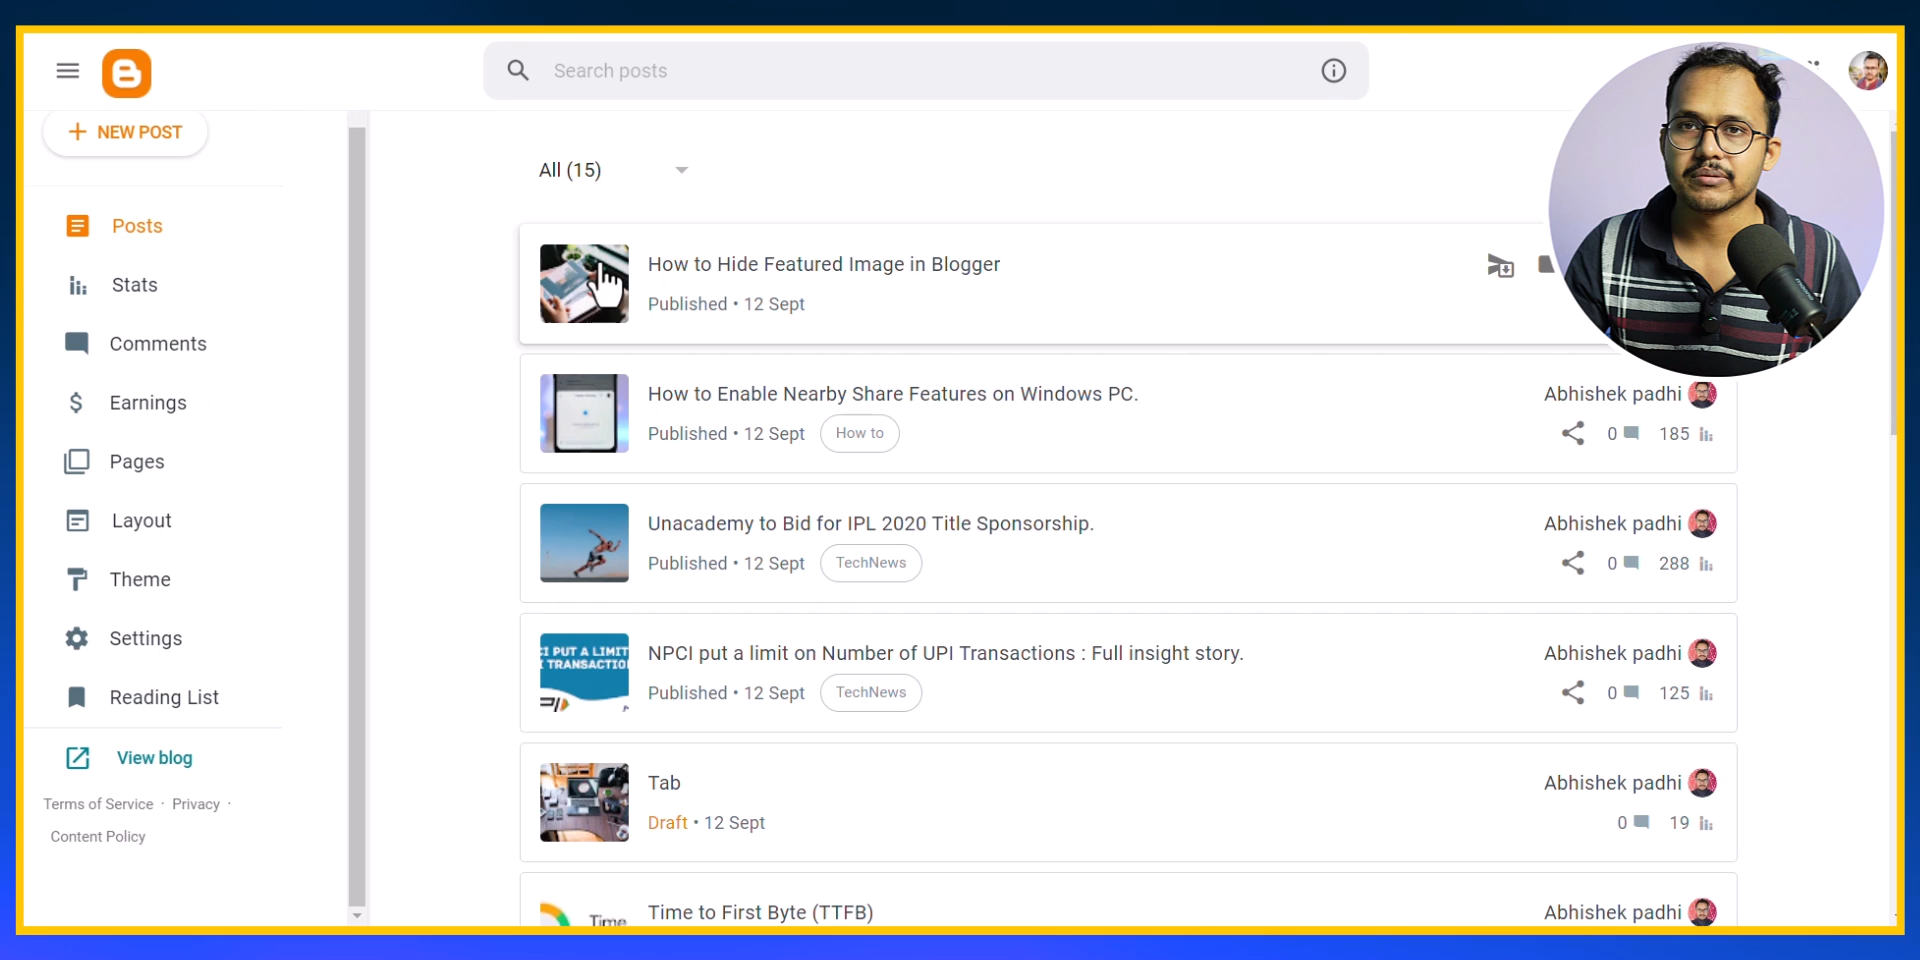 Search posts
NEW POST
All (15)
Posts
Stats
Comments
Earnings
Pages
Layout
Theme
Settings
Reading List
View blog
Terms of Service · Privacy ·
Content Policy
How to Hide Featured Image in Blogger
Published • 12 Sept
How to Enable Nearby Share Features on Windows PC.
Abhishek padhi
Published • 12 Sept How to
0 185
Unacademy to Bid for IPL 2020 Title Sponsorship.
Abhishek padhi
Published • 12 Sept TechNews
0 288
CI PUT A LIMIT
I TRANSACTIO
NPCI put a limit on Number of UPI Transactions : Full insight story.
Abhishek padhi
Published • 12 Sept TechNews
0 125
Tab
Abhishek padhi
Draft • 12 Sept
0 19
Time
Time to First Byte (TTFB)
Abhishek padhi